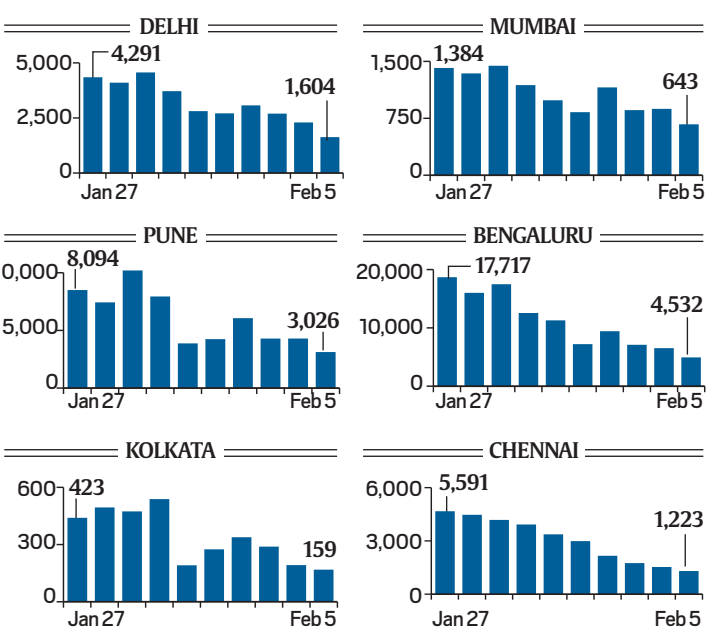 DELHI
4,291
5,000
1,604
2,500
0
Jan 27
Feb 5
MUMBAI
1,384
1,500
643
750
0
Jan 27
Feb 5
PUNE
8,094
0,000
3,026
5,000
0
Jan 27
Feb 5
BENGALURU
17,717
20,000
4,532
10,000
0
Jan 27
Feb 5
KOLKATA
423
600
300
159
0
Jan 27
Feb 5
CHENNAI
5,591
6,000
1,223
3,000
0
Jan 27
Feb 5